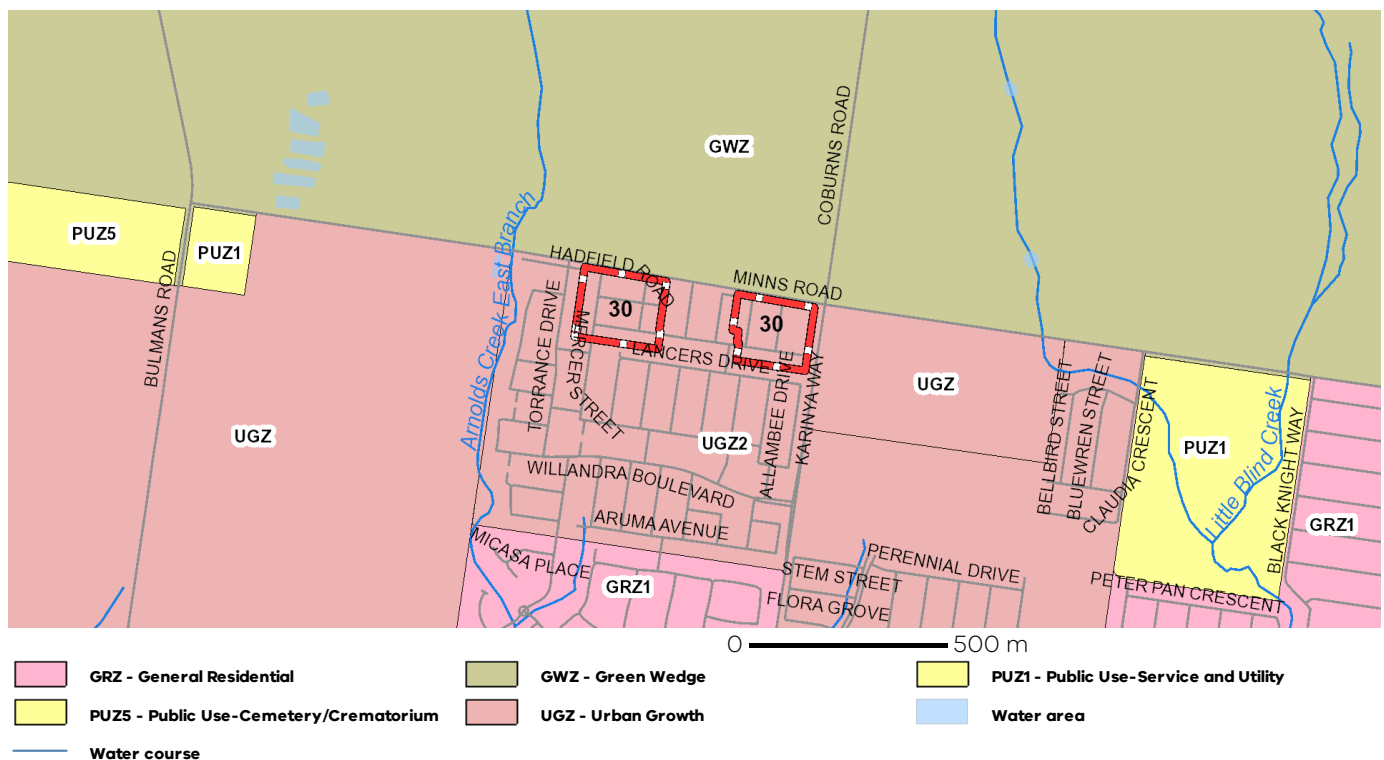 GWZ
COBURNS ROAD
Arnolds Creek East Branch
PUZ5
PUZ1
BULMANS ROAD
HADFIELD ROAD
MINNS ROAD
30
30
TORRANCE DRIVE
MERCER STREET
LANCERS DRIVE
ALLAMBEE DRIVE
KARINYA WAY
UGZ
BELLBIRD STREET
BLUEWREN STREET
CLAUDIA CRESCENT
PUZ1
Little Blind Creek
BLACK KNIGHT WAY
GRZ1
UGZ
UGZ2
WILLANDRA BOULEVARD
ARUMA AVENUE
MICASA PLACE
GRZ1
STEM STREET
PERENNIAL DRIVE
FLORA GROVE
PETER PAN CRESCENT
0 500 m
GRZ - General Residential
GWZ - Green Wedge
PUZ1 - Public Use-Service and Utility
PUZ5 - Public Use-Cemetery/Crematorium
UGZ - Urban Growth
Water area
Water course